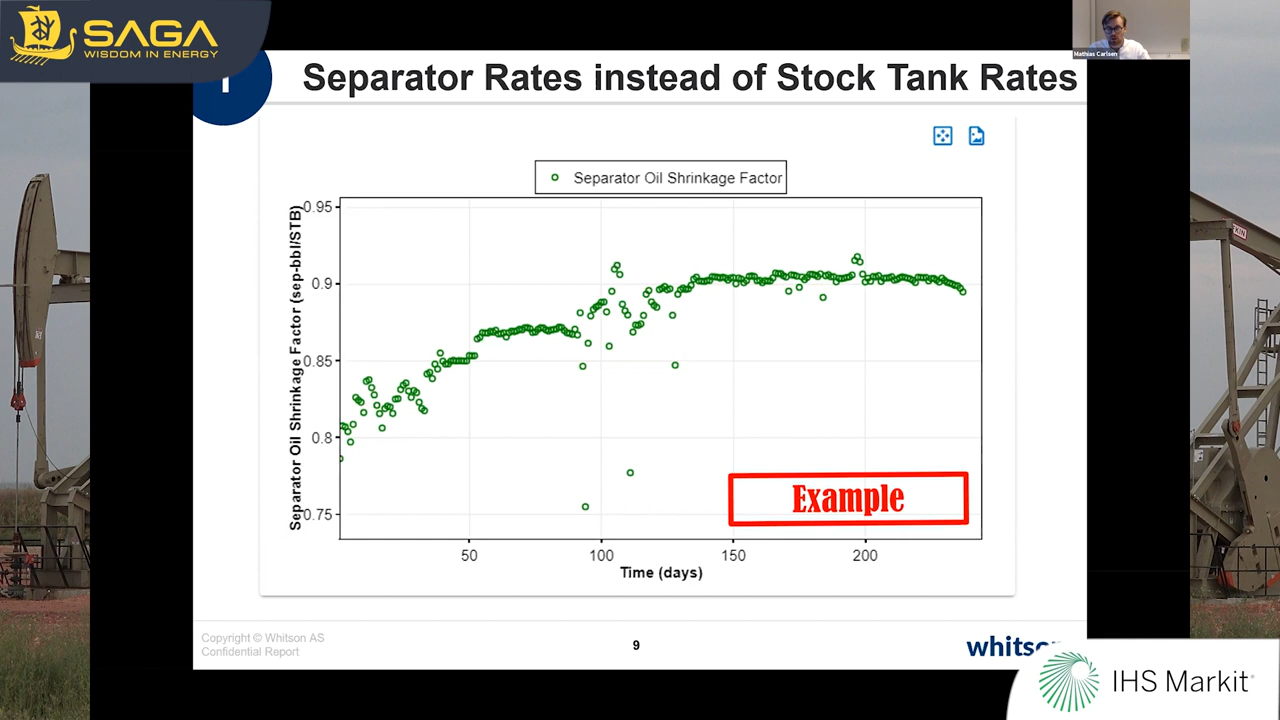 SAGA
WISDOM IN ENERGY
Mathias Carlsen
Separator Rates instead of Stock Tank Rates
Separator Oil Shrinkage Factor
Separator Oil Shrinkage Factor (sep-bbl/STB)
0.95
0.9
0.85
0.8
0.75
Example
50
100
150
200
Time (days)
Copyright © Whitson AS
Confidential Report
9
IHS Markit